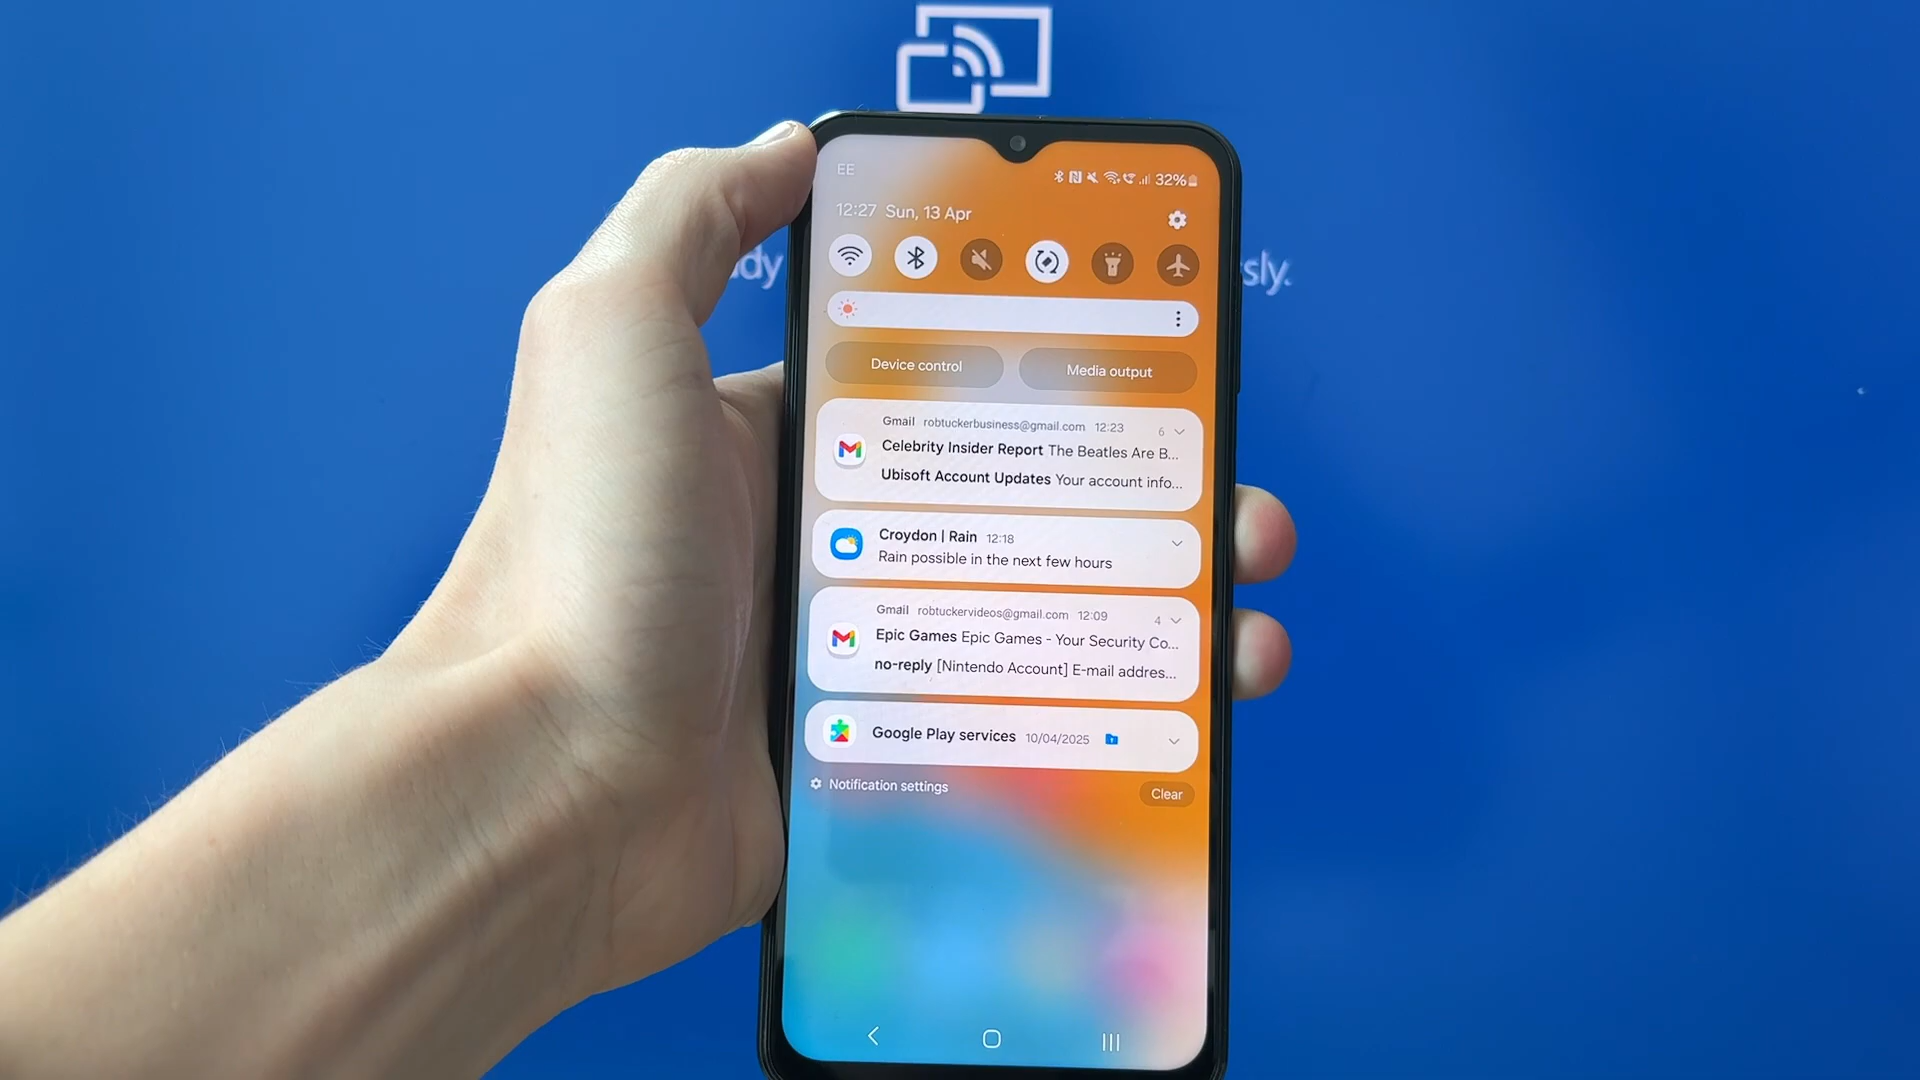 EE
32%
12:27 Sun, 13 Apr
dy
sly.
Device control
Media output
Gmail robtuckerbusiness@gmail.com 12:23 6
Celebrity Insider Report The Beatles Are B...
Ubisoft Account Updates Your account info...
Croydon | Rain 12:18
Rain possible in the next few hours
Gmail robtuckervideos@gmail.com 12:09 4
Epic Games Epic Games - Your Security Co...
no-reply [Nintendo Account] E-mail addres...
Google Play services 10/04/2025
Notification settings
Clear